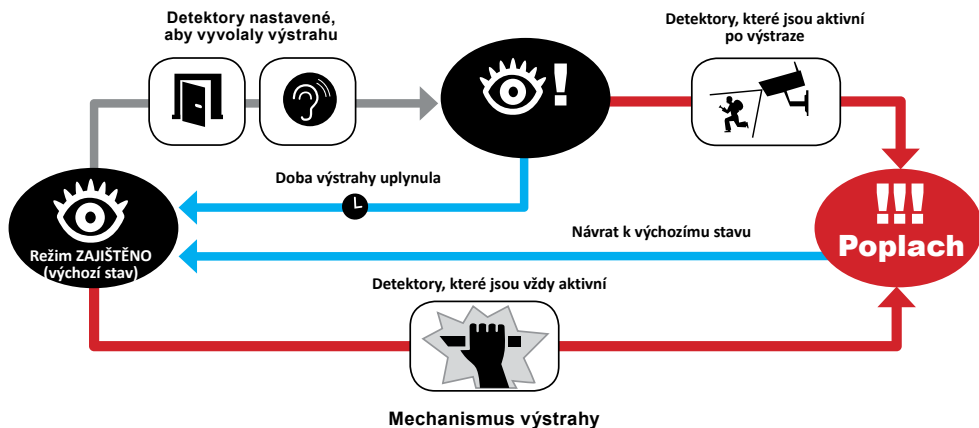 Detektory nastavené,
aby vyvolaly výstrahu
Detektory, které jsou aktivní
po výstraze
!
Doba výstrahy uplynula
Režim ZAJIŠTĚNO
(výchozí stav)
Návrat k výchozímu stavu
!!!
Poplach
Detektory, které jsou vždy aktivní
Mechanismus výstrahy